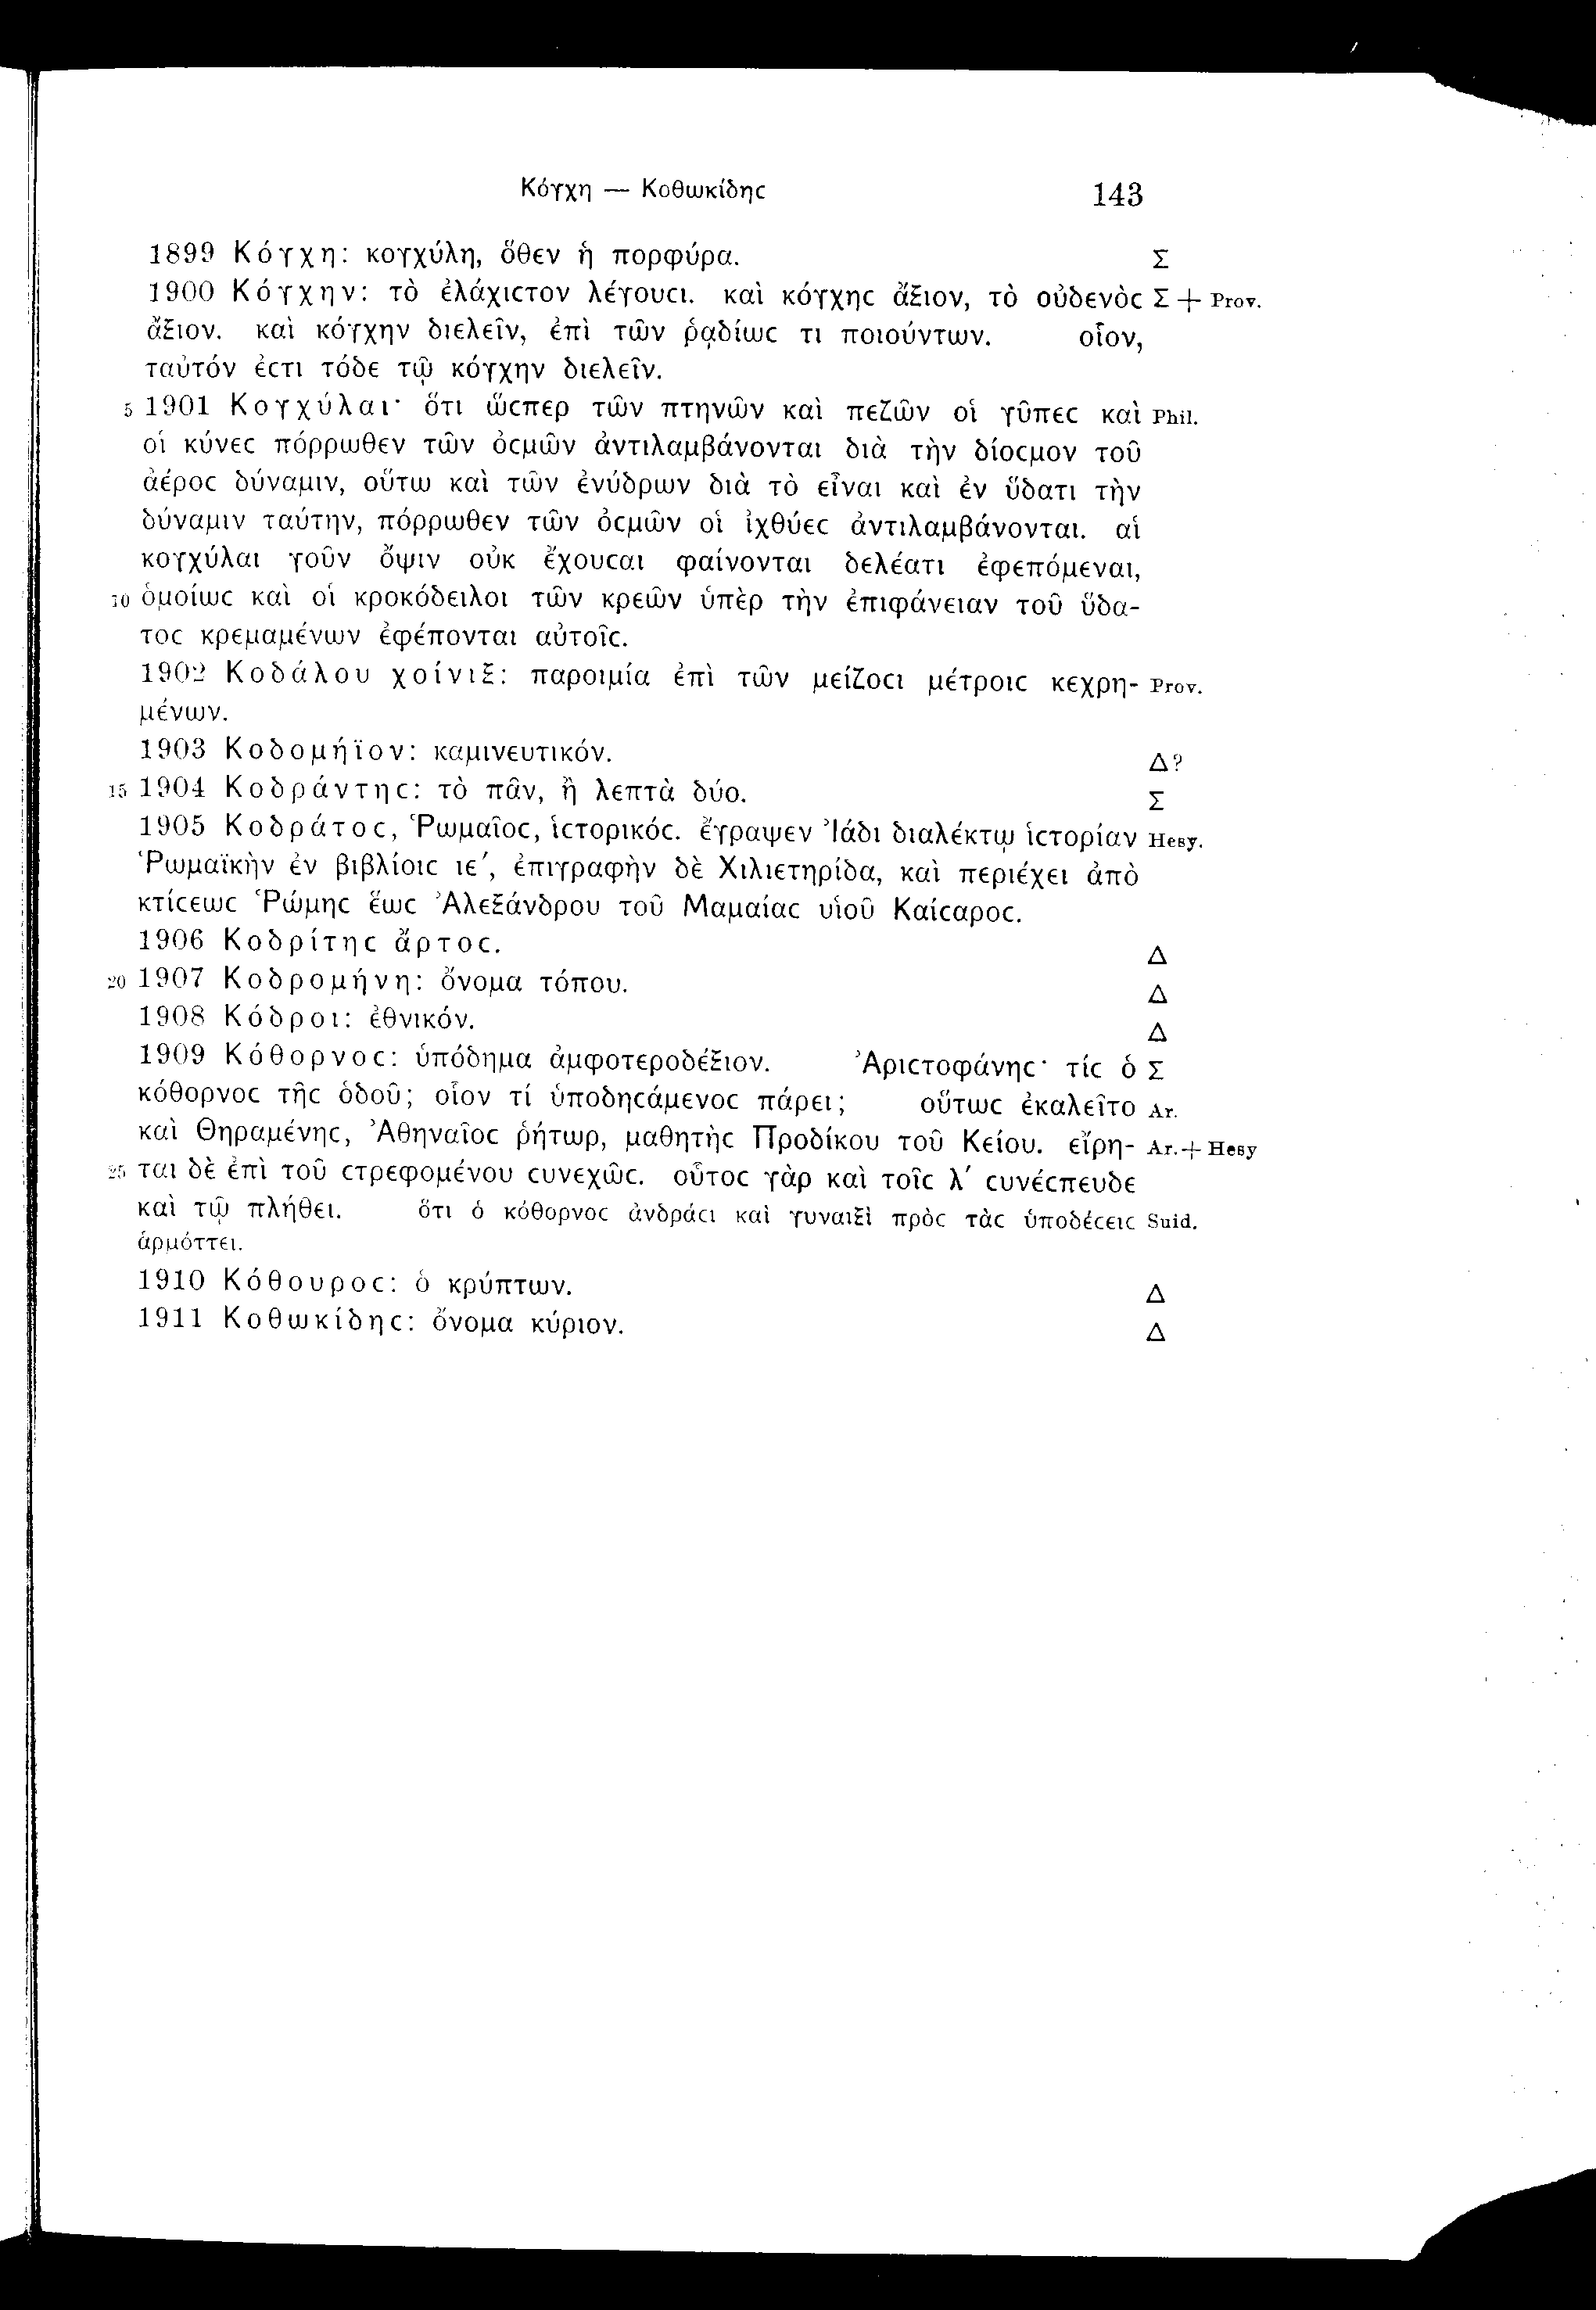 Κόγχη — Κοθωκίδηϲ 143
1899 Κόγχη: κογχύλη, ὅθεν ἡ πορφύρα. Σ
1900 Κόγχην: τὸ ἐλάχιϲτον λέγουϲι. καὶ κόγχηϲ ἄξιον, τὸ οὐδενὸϲ Σ + Prov.
ἄξιον. καὶ κόγχην διελεῖν, ἐπὶ τῶν ῥᾳδίωϲ τι ποιούντων. οἷον,
ταὐτόν ἐϲτι τόδε τῷ κόγχην διελεῖν.
5 1901 Κογχύλαι· ὅτι ὥϲπερ τῶν πτηνῶν καὶ πεζῶν οἱ γῦπεϲ καὶ Phil.
οἱ κύνεϲ πόρρωθεν τῶν ὀϲμῶν ἀντιλαμβάνονται διὰ τὴν δίοϲμον τοῦ
ἀέροϲ δύναμιν, οὕτω καὶ τῶν ἐνύδρων διὰ τὸ εἶναι καὶ ἐν ὕδατι τὴν
δύναμιν ταύτην, πόρρωθεν τῶν ὀϲμῶν οἱ ἰχθύεϲ ἀντιλαμβάνονται. αἱ
κογχύλαι γοῦν ὄψιν οὐκ ἔχουϲαι φαίνονται δελέατι ἐφεπόμεναι,
10 ὁμοίωϲ καὶ οἱ κροκόδειλοι τῶν κρεῶν ὑπὲρ τὴν ἐπιφάνειαν τοῦ ὕδα-
τοϲ κρεμαμένων ἐφέπονται αὐτοῖϲ.
1902 Κοδάλου χοίνιξ: παροιμία ἐπὶ τῶν μείζοϲι μέτροιϲ κεχρη- Prov.
μένων.
1903 Κοδομήϊον: καμινευτικόν. Δ?
15 1904 Κοδράντηϲ: τὸ πᾶν, ἢ λεπτὰ δύο. Σ
1905 Κοδράτοϲ, Ῥωμαῖοϲ, ἱϲτορικόϲ. ἔγραψεν Ἰάδι διαλέκτῳ ἱϲτορίαν Hesy.
Ῥωμαϊκὴν ἐν βιβλίοιϲ ιε΄, ἐπιγραφὴν δὲ Χιλιετηρίδα, καὶ περιέχει ἀπὸ
κτίϲεωϲ Ῥώμηϲ ἕωϲ Ἀλεξάνδρου τοῦ Μαμαίαϲ υἱοῦ Καίϲαροϲ.
1906 Κοδρίτηϲ ἄρτοϲ. Δ
20 1907 Κοδρομήνη: ὄνομα τόπου. Δ
1908 Κόδροι: ἐθνικόν. Δ
1909 Κόθορνοϲ: ὑπόδημα ἀμφοτεροδέξιον. Ἀριϲτοφάνηϲ· τίϲ ὁ Σ
κόθορνοϲ τῆϲ ὁδοῦ; οἷον τί ὑποδηϲάμενοϲ πάρει; οὕτωϲ ἐκαλεῖτο Ar.
καὶ Θηραμένηϲ, Ἀθηναῖοϲ ῥήτωρ, μαθητὴϲ Προδίκου τοῦ Κείου. εἴρη- Ar. + Hesy
25 ται δὲ ἐπὶ τοῦ ϲτρεφομένου ϲυνεχῶϲ. οὗτοϲ γὰρ καὶ τοῖϲ λ΄ ϲυνέϲπευδε
καὶ τῷ πλήθει. ὅτι ὁ κόθορνοϲ ἀνδράϲι καὶ γυναιξὶ πρὸϲ τὰϲ ὑποδέϲειϲ Suid.
ἁρμόττει.
1910 Κόθουροϲ: ὁ κρύπτων. Δ
1911 Κοθωκίδηϲ: ὄνομα κύριον. Δ